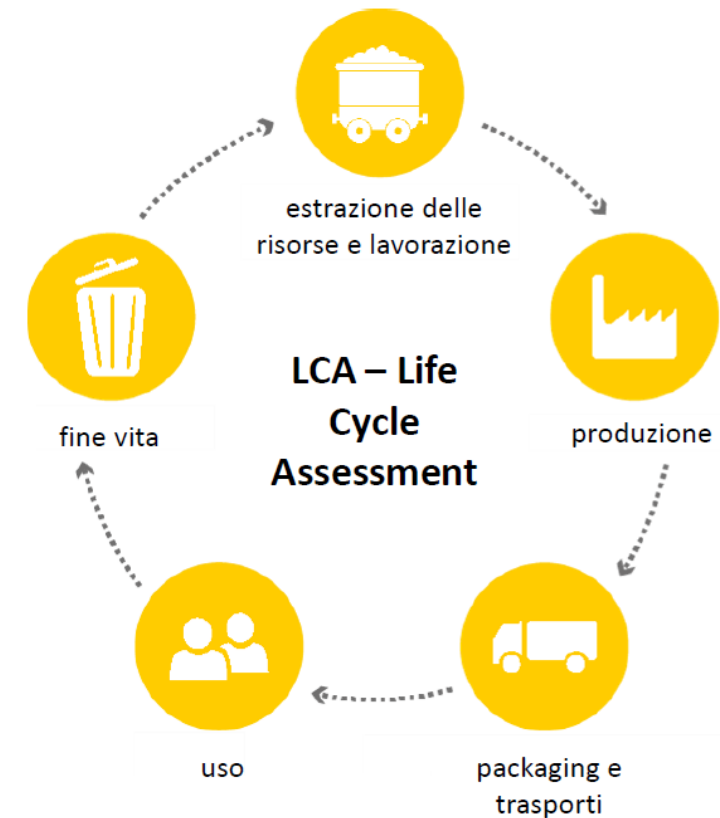 estrazione delle
risorse e lavorazione
LCA – Life
Cycle
Assessment
fine vita
produzione
uso
packaging e
trasporti